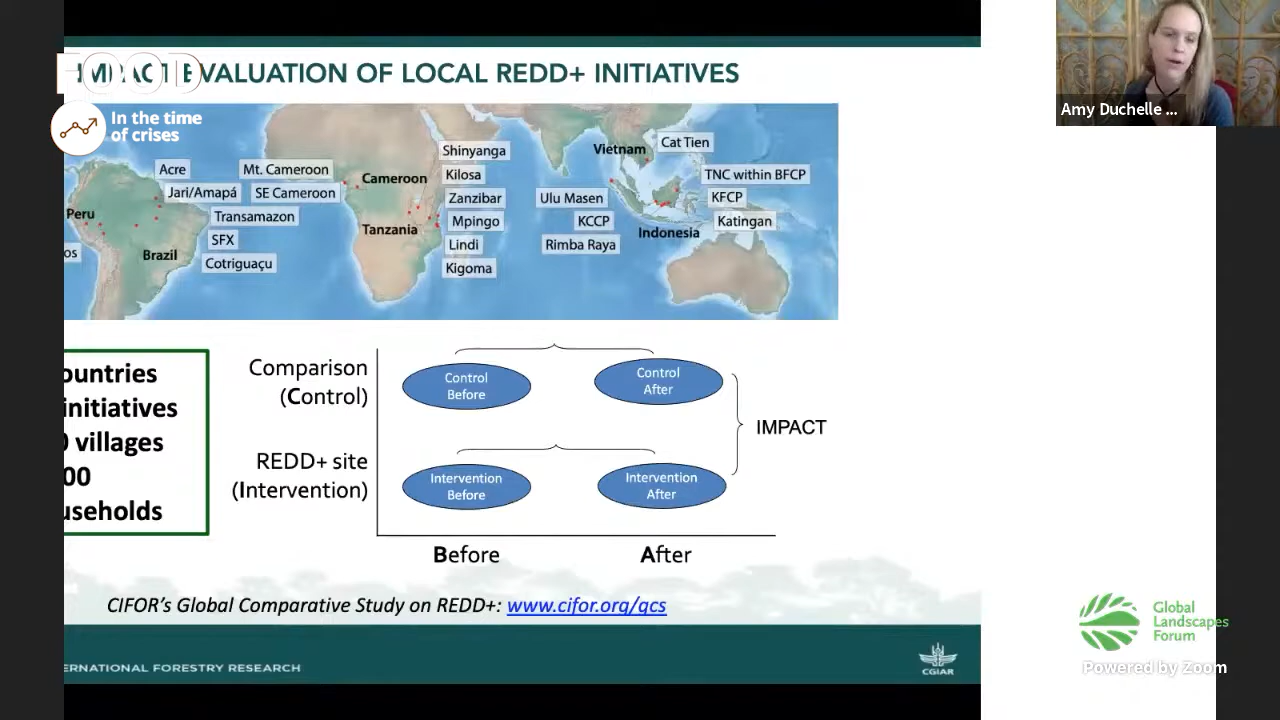 FOOD
In the time
of crises
IMPACT EVALUATION OF LOCAL REDD+ INITIATIVES
Amy Duchelle ...
Acre
Jari/Amapá
Transamazon
SFX
Cotriguaçu
Peru
Brazil
os
Mt. Cameroon
SE Cameroon
Cameroon
Tanzania
Shinyanga
Kilosa
Zanzibar
Mpingo
Lindi
Kigoma
Vietnam
Cat Tien
Ulu Masen
KCCP
Rimba Raya
Indonesia
TNC within BFCP
KFCP
Katingan
ountries
initiatives
0 villages
00
useholds
Comparison
(Control)
REDD+ site
(Intervention)
Control
Before
Control
After
Intervention
Before
Intervention
After
IMPACT
Before
After
CIFOR's Global Comparative Study on REDD+: www.cifor.org/gcs
ERNATIONAL FORESTRY RESEARCH
CGIAR
Global
Landscapes
Forum
Powered by Zoom